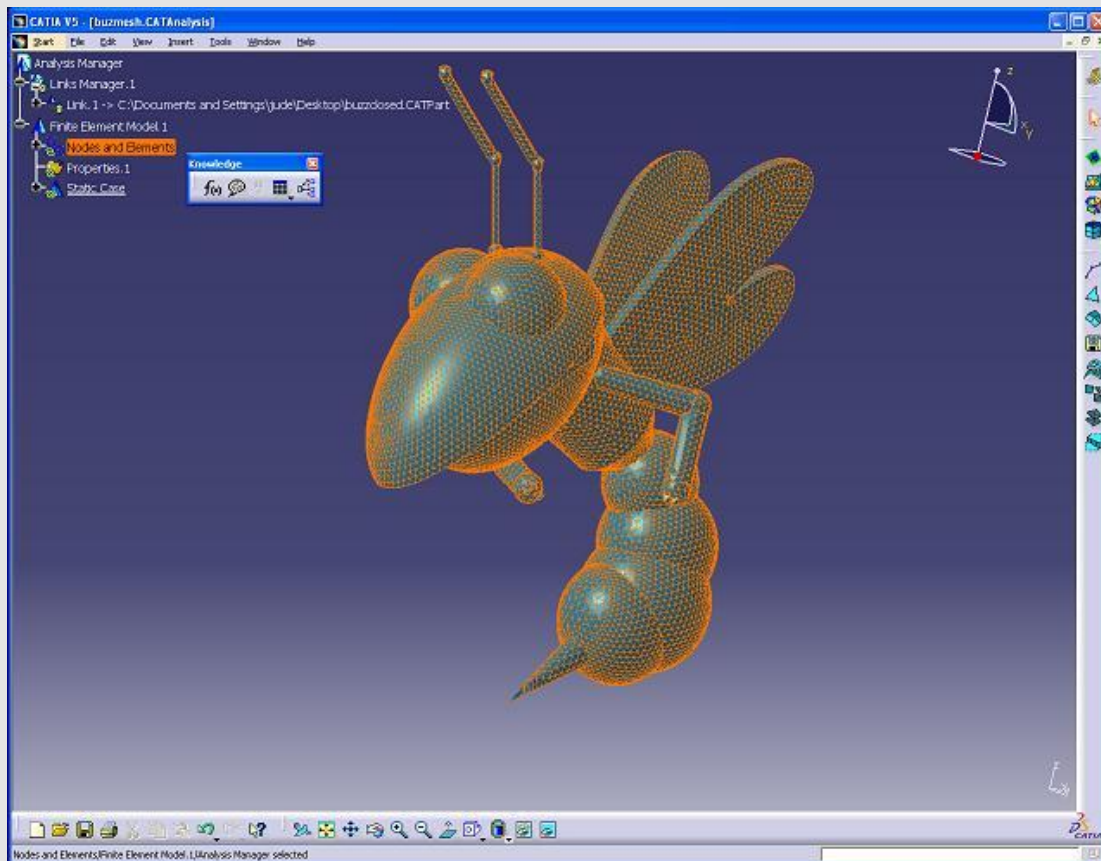 CATIA V5 - [buzmesh.CATAnalysis]
Start File Edit View Insert Tools Window Help
Analysis Manager
Links Manager.1
Link.1 -> C:\Documents and Settings\jude\Desktop\buzzclosed.CATPart
Finite Element Model.1
Nodes and Elements
Properties.1
Static Case
Knowledge
f(x)
z
x
y
z
CATIA
Nodes and Elements/Finite Element Model.1/Analysis Manager selected